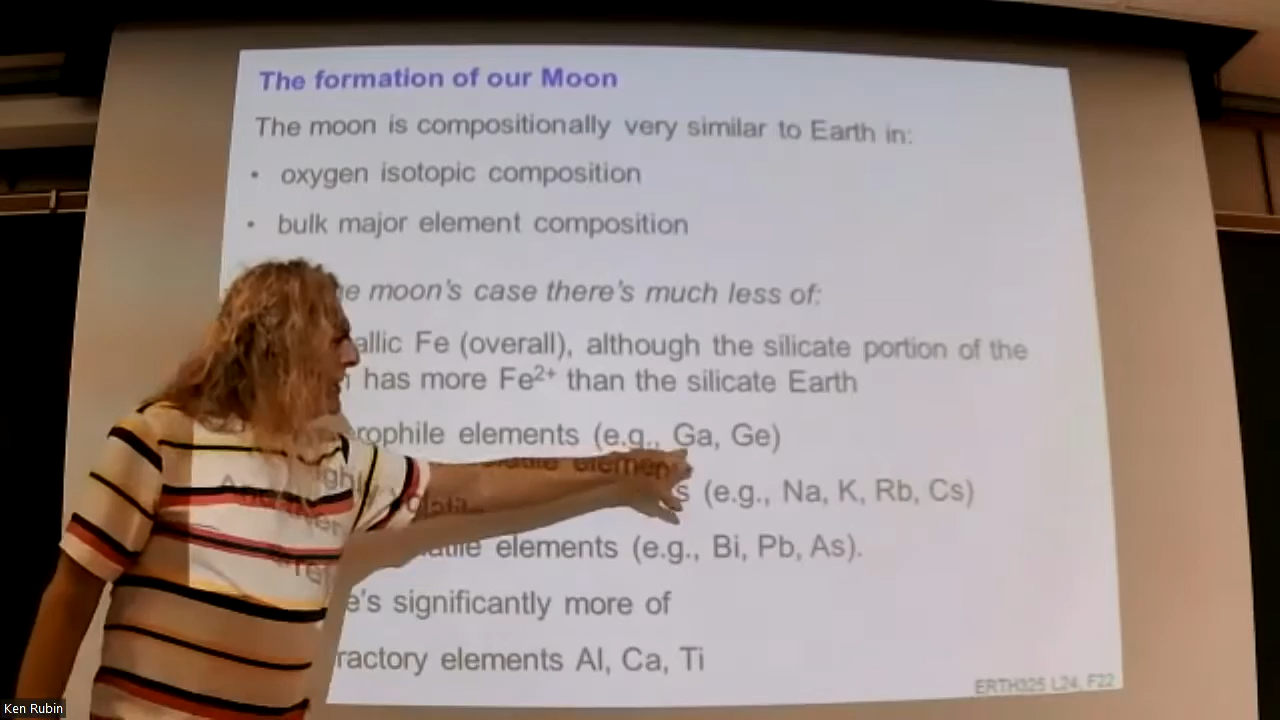 The formation of our Moon
The moon is compositionally very similar to Earth in:
• oxygen isotopic composition
• bulk major element composition
e moon's case there's much less of:
allic Fe (overall), although the silicate portion of the
has more Fe²⁺ than the silicate Earth
rophile elements (e.g., Ga, Ge)
s (e.g., Na, K, Rb, Cs)
elements (e.g., Bi, Pb, As).
e's significantly more of
ractory elements Al, Ca, Ti
ERTH325 L24, F22
Ken Rubin